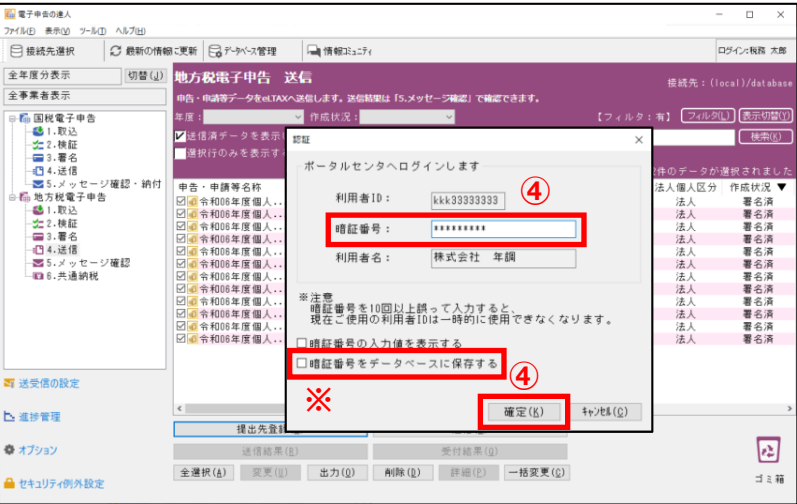 電子申告の達人
ファイル(F) 表示(V) ツール(T) ヘルプ(H)
接続先選択 最新の情報に更新 データベース管理 情報コミュニティ ログイン:税務 太郎
全年度分表示 切替(J)
全事業者表示
国税電子申告
1.取込
2.検証
3.署名
4.送信
5.メッセージ確認・納付
地方税電子申告
1.取込
2.検証
3.署名
4.送信
5.メッセージ確認
6.共通納税
送受信の設定
進捗管理
オプション
セキュリティ例外設定
地方税電子申告 送信
接続先:(local)/database
申告・申請等データをeLTAXへ送信します。送信結果は「5.メッセージ確認」で確認できます。
年度: 作成状況:
【フィルタ:有】 フィルタ(L) 表示切替(Y)
送信済データを表示
検索(S)
選択行のみを表示す
件のデータが選択されました
申告・申請等名称 法人個人区分 作成状況 ▼
令和06年度個人.. 法人 署名済
令和06年度個人.. 法人 署名済
令和06年度個人.. 法人 署名済
令和06年度個人.. 法人 署名済
令和06年度個人.. 法人 署名済
令和06年度個人.. 法人 署名済
令和06年度個人.. 法人 署名済
令和06年度個人.. 法人 署名済
令和06年度個人.. 法人 署名済
令和06年度個人.. 法人 署名済
令和06年度個人.. 法人 署名済
令和06年度個人.. 法人 署名済
認証
ポータルセンタへログインします
利用者ID: kkk33333333
④
暗証番号: *********
利用者名: 株式会社 年調
※注意
暗証番号を10回以上誤って入力すると、
現在ご使用の利用者IDは一時的に使用できなくなります。
暗証番号の入力値を表示する
暗証番号をデータベースに保存する
④
※
確定(K) キャンセル(C)
提出先登録
送信結果(R) 受付結果(Q)
全選択(A) 変更(U) 出力(O) 削除(D) 詳細(P) 一括変更(C)
ゴミ箱